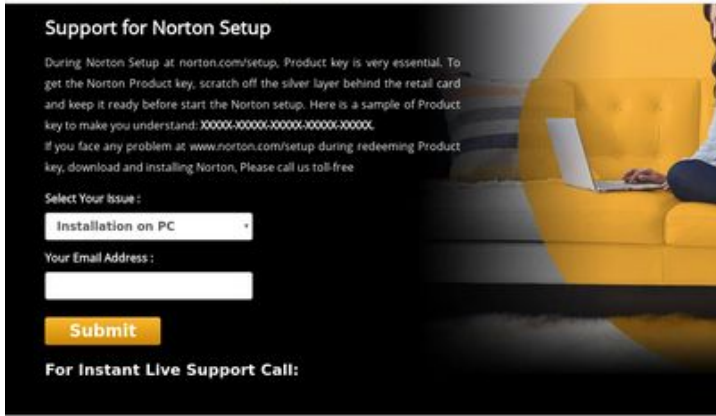 Support for Norton Setup
During Norton Setup at norton.com/setup, Product key is very essential. To
get the Norton Product key, scratch off the silver layer behind the retail card
and keep it ready before start the Norton setup. Here is a sample of Product
key to make you understand: XXXXX-XXXXX-XXXXX-XXXXX-XXXXX.
If you face any problem at www.norton.com/setup during redeeming Product
key, download and installing Norton, Please call us toll-free
Select Your Issue :
Installation on PC
Your Email Address :
Submit
For Instant Live Support Call: